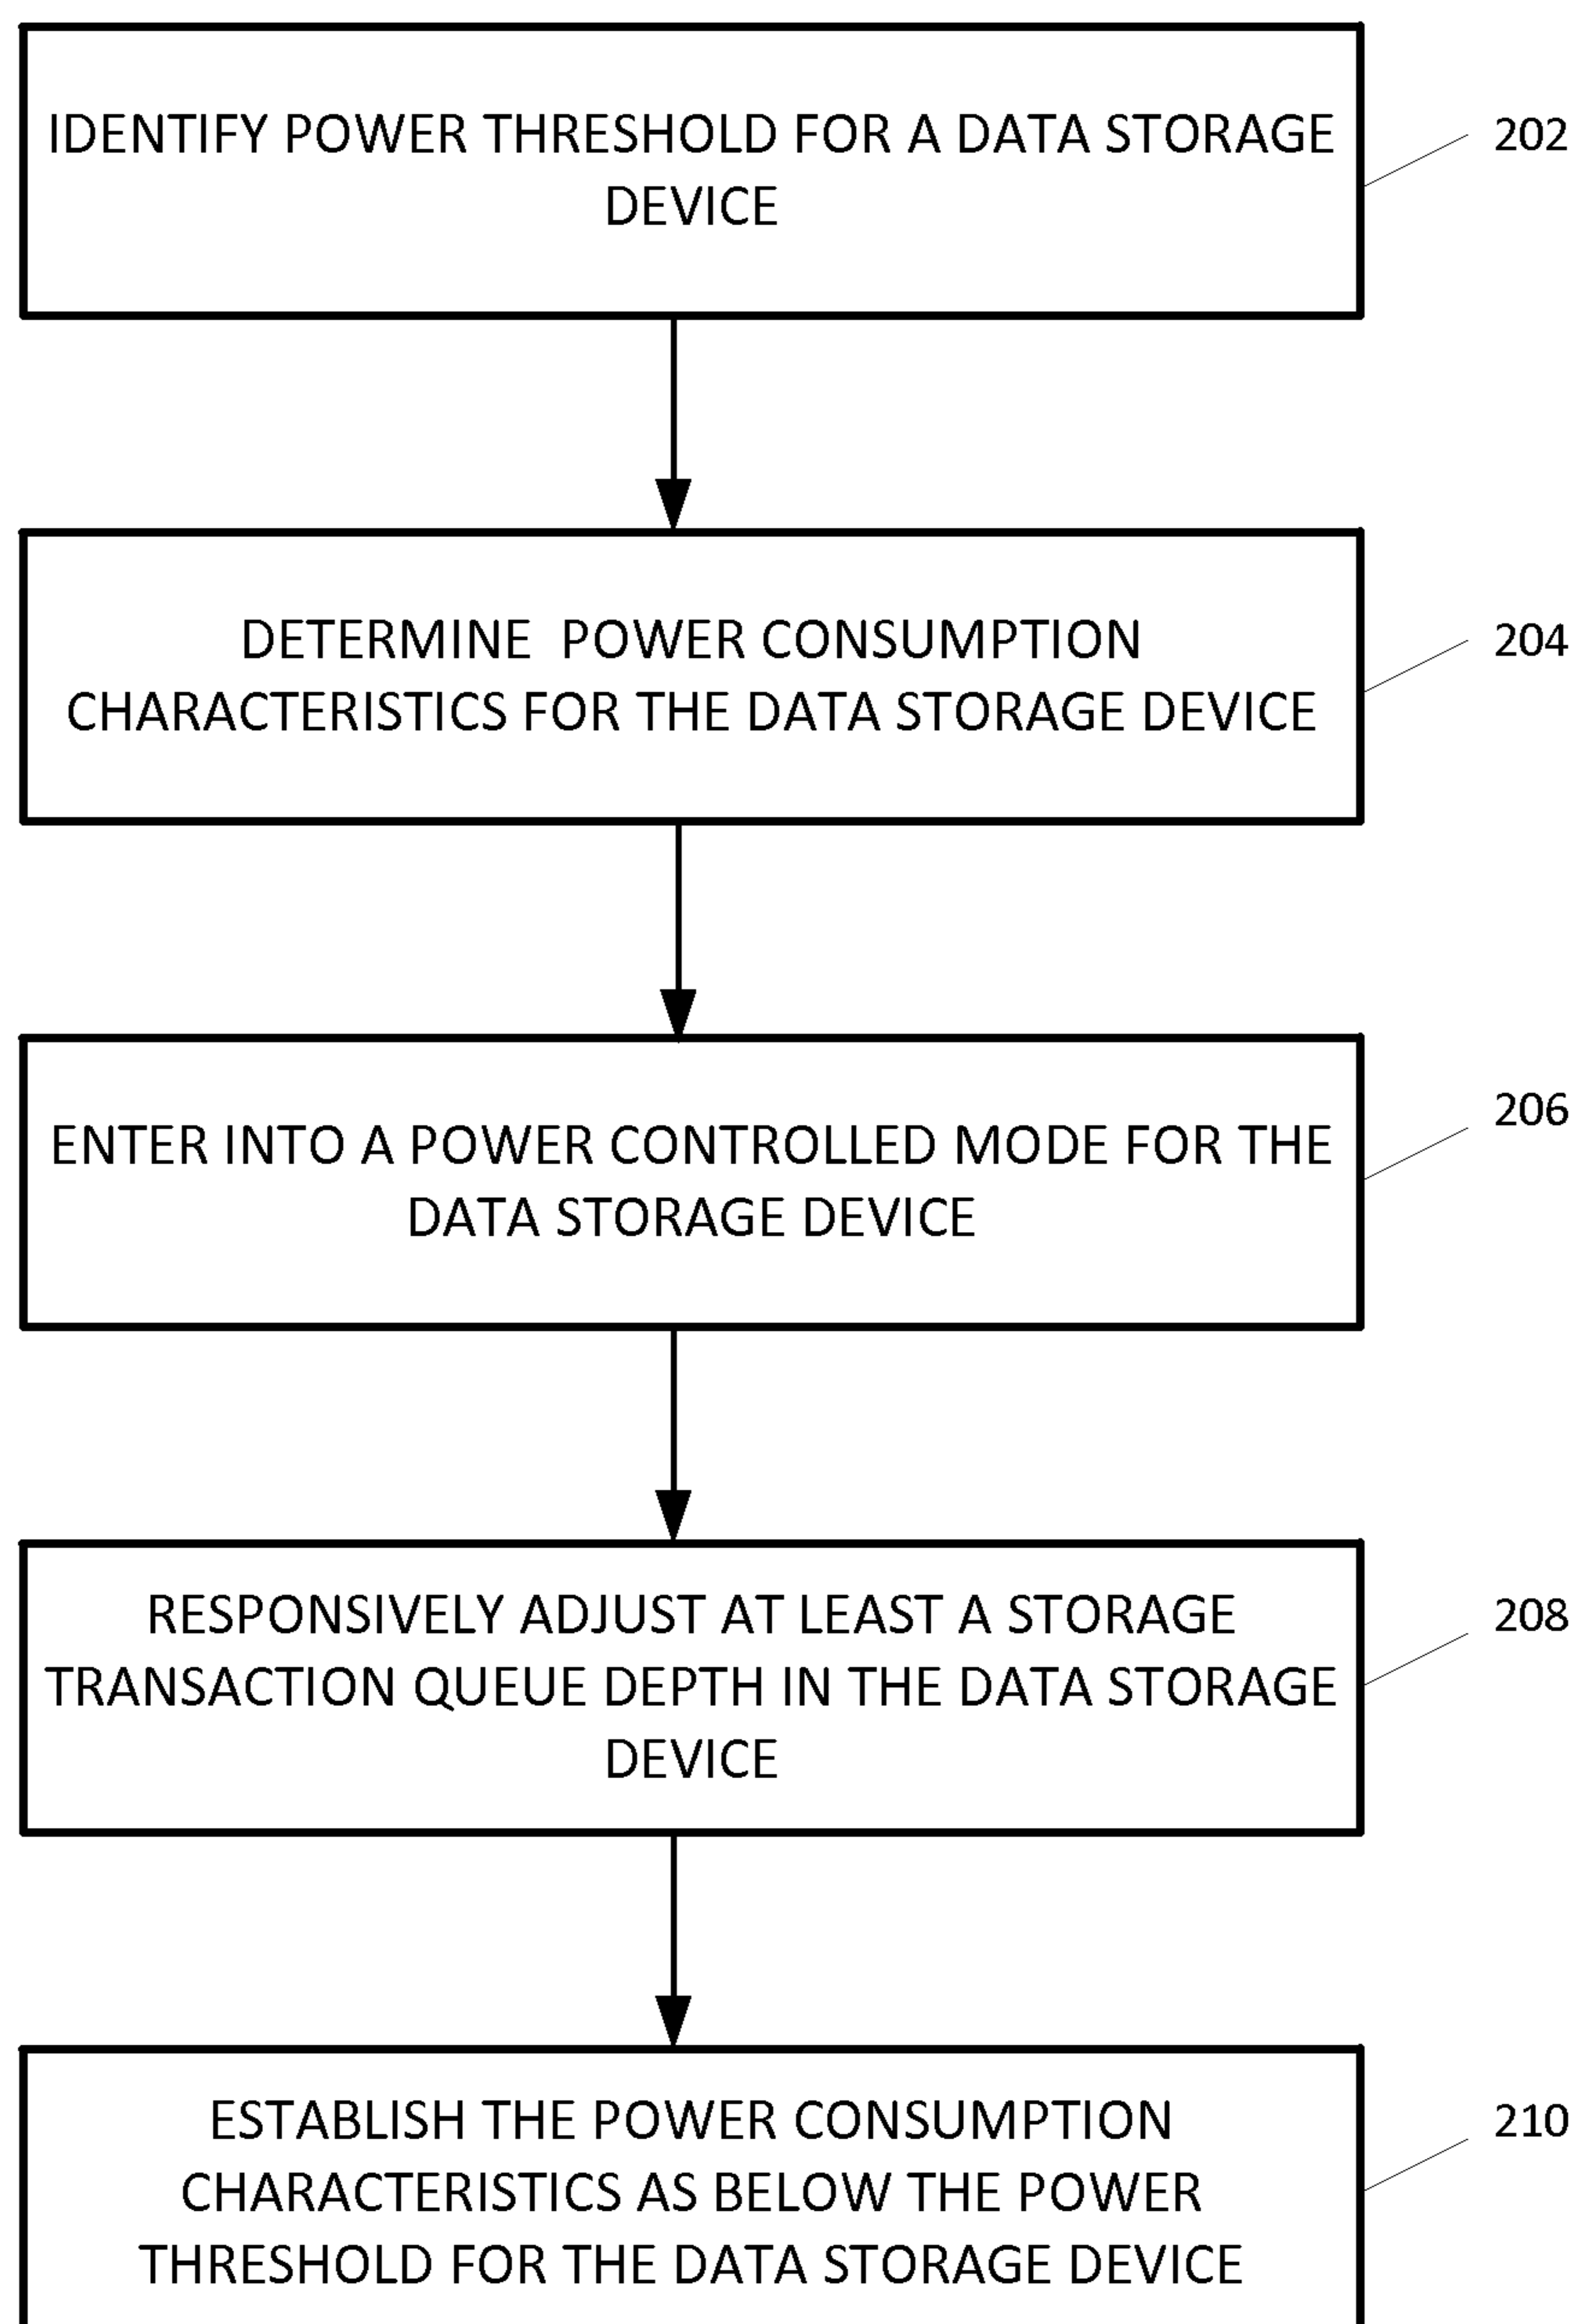 IDENTIFY POWER THRESHOLD FOR A DATA STORAGE
DEVICE
202
DETERMINE POWER CONSUMPTION
CHARACTERISTICS FOR THE DATA STORAGE DEVICE
204
ENTER INTO A POWER CONTROLLED MODE FOR THE
DATA STORAGE DEVICE
206
RESPONSIVELY ADJUST AT LEAST A STORAGE
TRANSACTION QUEUE DEPTH IN THE DATA STORAGE
DEVICE
208
ESTABLISH THE POWER CONSUMPTION
CHARACTERISTICS AS BELOW THE POWER
THRESHOLD FOR THE DATA STORAGE DEVICE
210